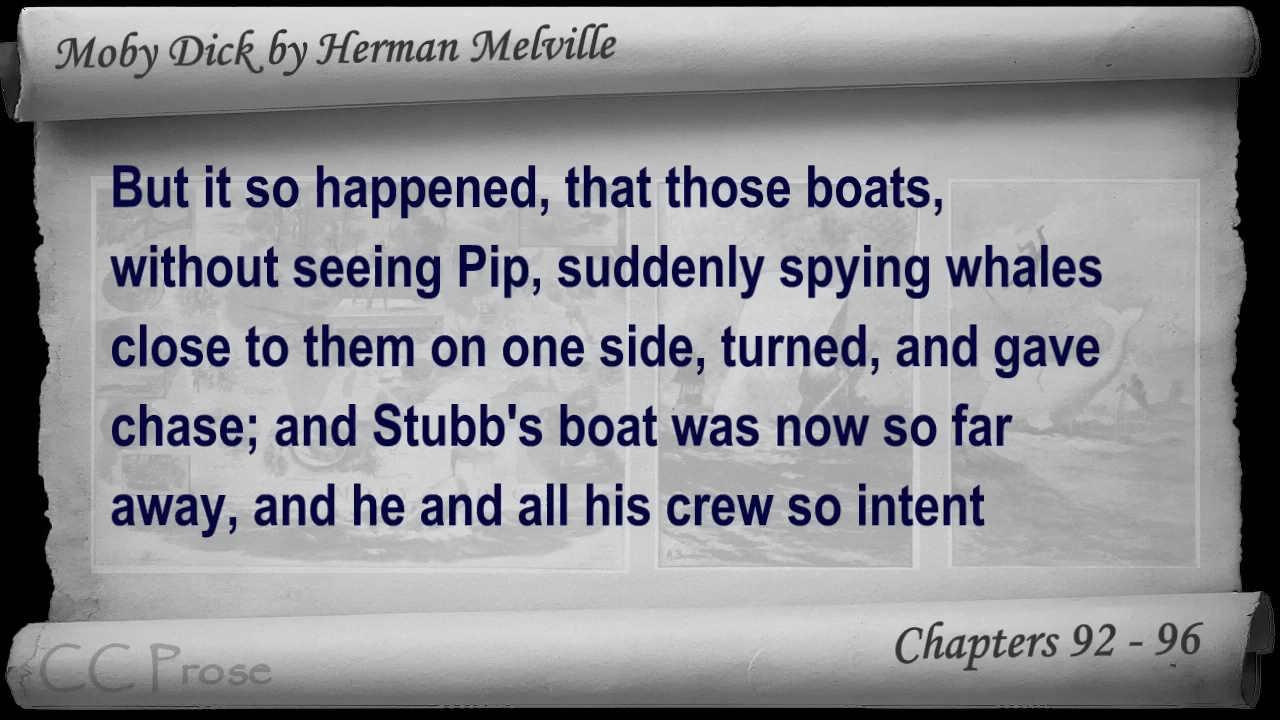 Moby Dick by Herman Melville
But it so happened, that those boats,
without seeing Pip, suddenly spying whales
close to them on one side, turned, and gave
chase; and Stubb's boat was now so far
away, and he and all his crew so intent
Chapters 92 - 96
CC Prose